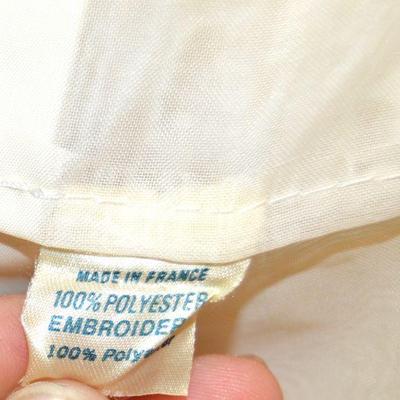 MADE IN FRANCE
100% POLYESTER
EMBROIDER
100% Polye